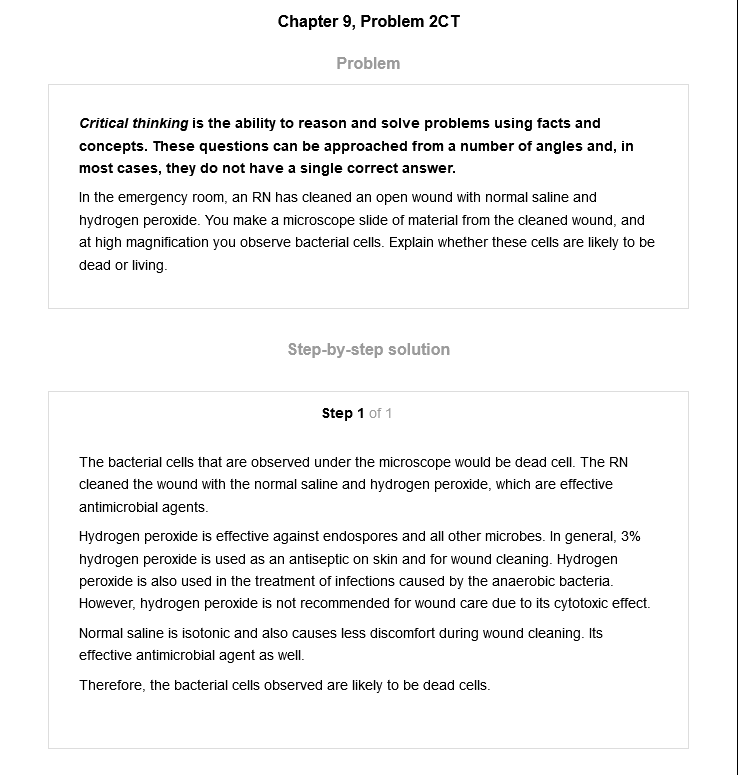 Chapter 9, Problem 2CT
Problem
Critical thinking is the ability to reason and solve problems using facts and
concepts. These questions can be approached from a number of angles and, in
most cases, they do not have a single correct answer.
In the emergency room, an RN has cleaned an open wound with normal saline and
hydrogen peroxide. You make a microscope slide of material from the cleaned wound, and
at high magnification you observe bacterial cells. Explain whether these cells are likely to be
dead or living.
Step-by-step solution
Step 1 of 1
The bacterial cells that are observed under the microscope would be dead cell. The RN
cleaned the wound with the normal saline and hydrogen peroxide, which are effective
antimicrobial agents.
Hydrogen peroxide is effective against endospores and all other microbes. In general, 3%
hydrogen peroxide is used as an antiseptic on skin and for wound cleaning. Hydrogen
peroxide is also used in the treatment of infections caused by the anaerobic bacteria.
However, hydrogen peroxide is not recommended for wound care due to its cytotoxic effect.
Normal saline is isotonic and also causes less discomfort during wound cleaning. Its
effective antimicrobial agent as well.
Therefore, the bacterial cells observed are likely to be dead cells.